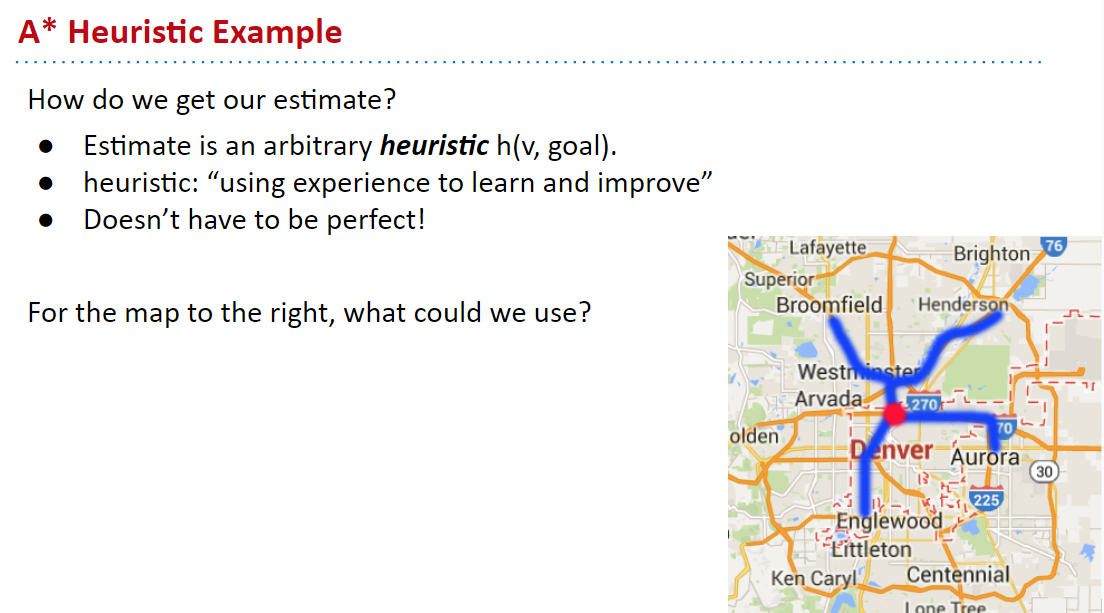 A* Heuristic Example
How do we get our estimate?
● Estimate is an arbitrary heuristic h(v, goal).
● heuristic: “using experience to learn and improve”
● Doesn’t have to be perfect!
For the map to the right, what could we use?
Lafayette
Brighton
76
Superior
Broomfield
Henderson
Westminster
Arvada
270
70
olden
Denver
Aurora
30
225
Englewood
Littleton
Ken Caryl
Centennial
Lone Tree